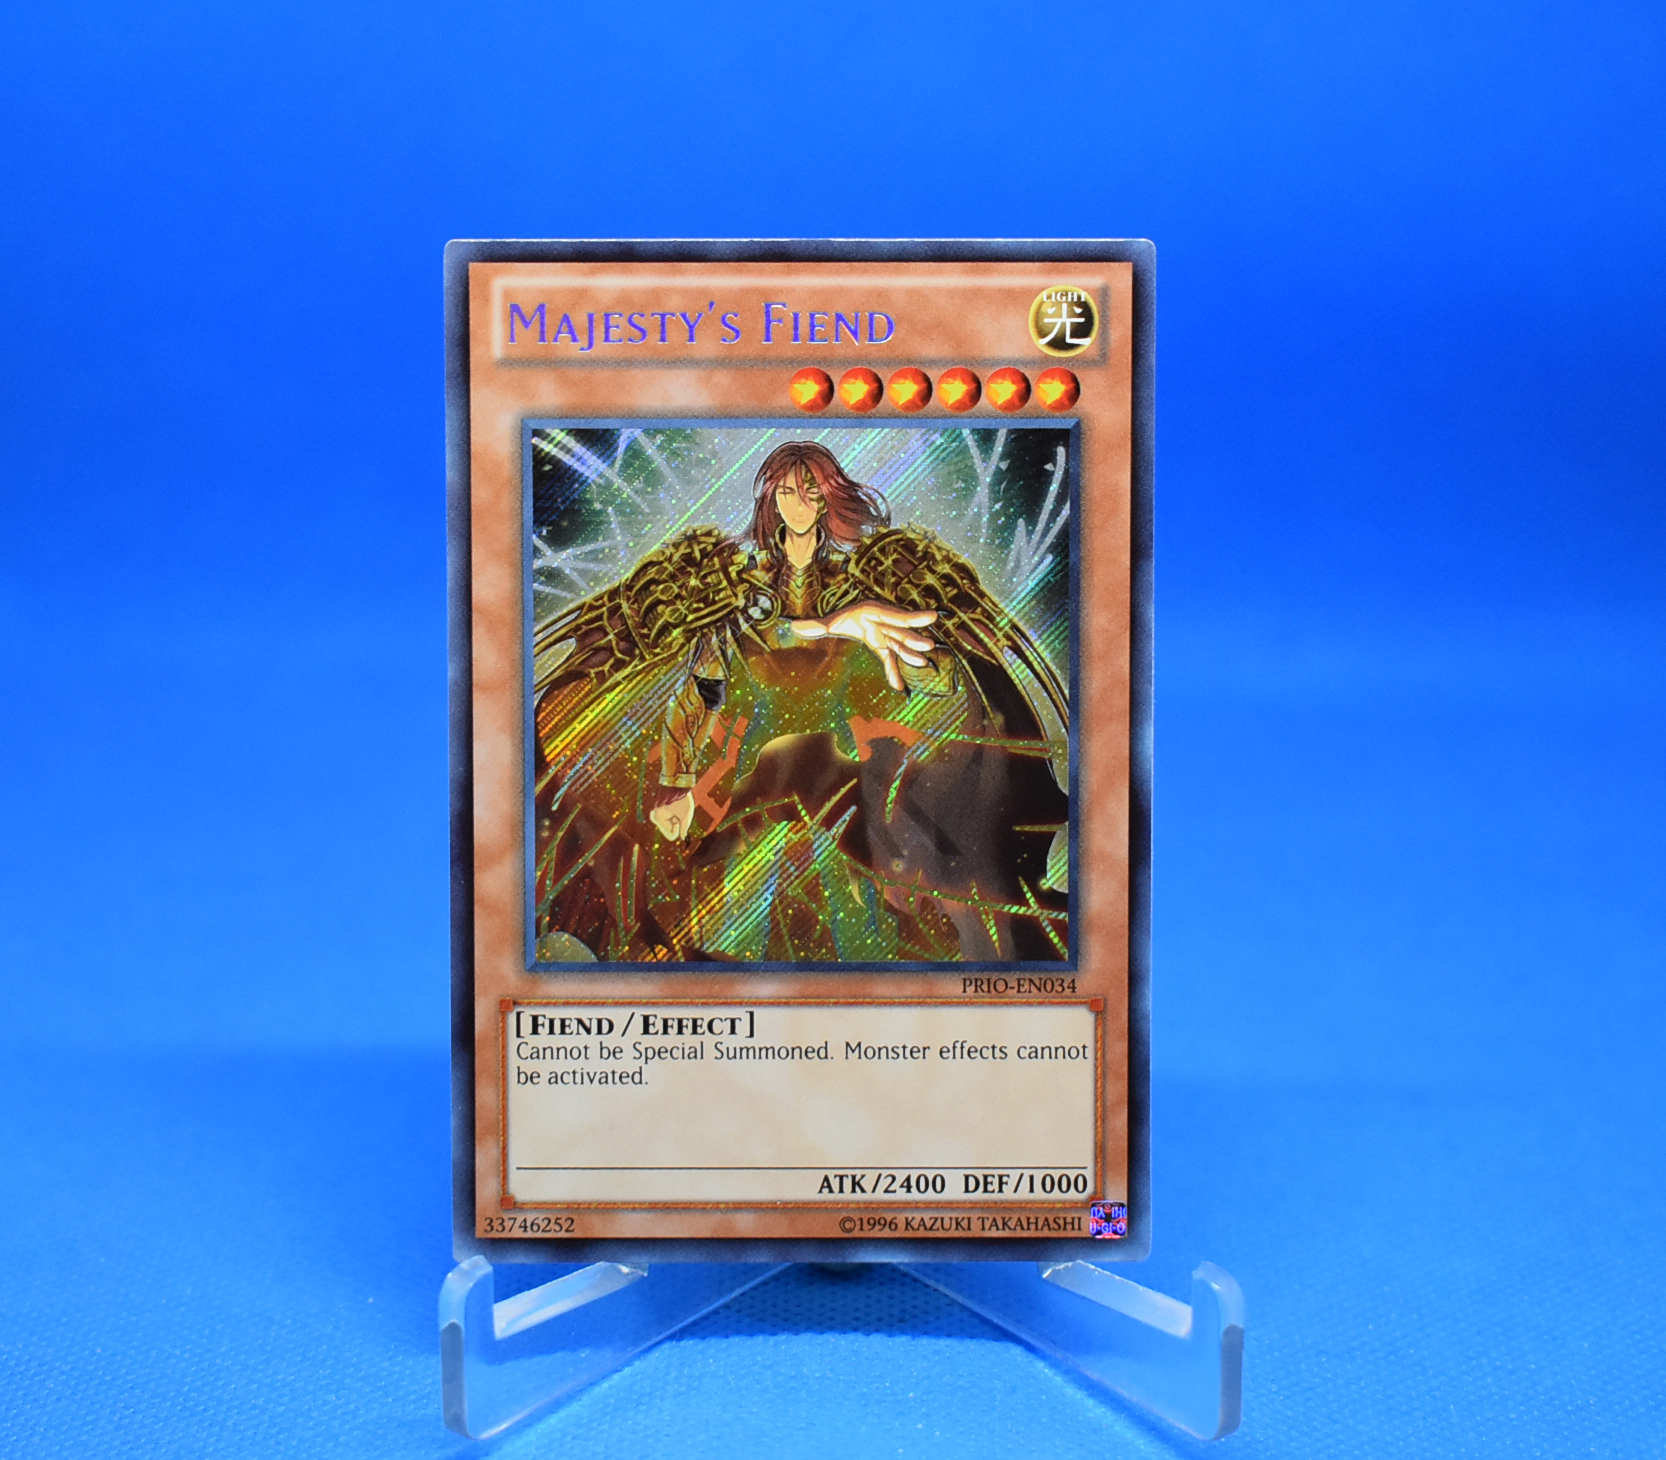 MAJESTY'S FIEND
LIGHT
光
PRIO-EN034
[FIEND/EFFECT]
Cannot be Special Summoned. Monster effects cannot
be activated.
ATK/2400 DEF/1000
33746252
©1996 KAZUKI TAKAHASHI